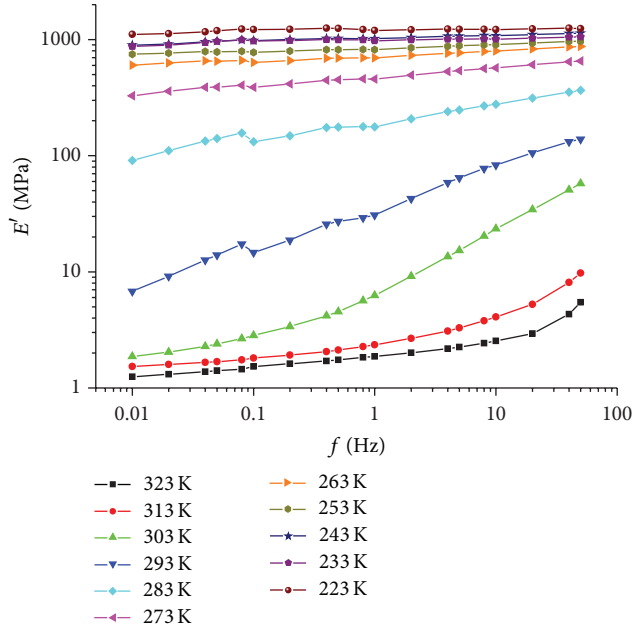 1000
100
10
1
E′ (MPa)
0.01 0.1 1 10 100
f (Hz)
323 K
313 K
303 K
293 K
283 K
273 K
263 K
253 K
243 K
233 K
223 K